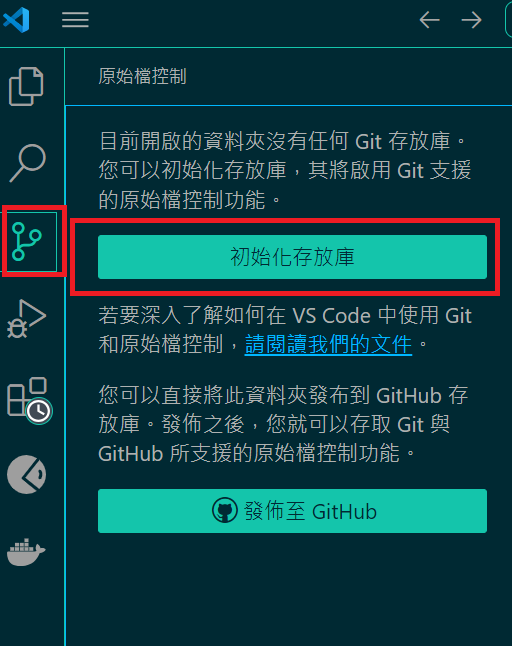 原始檔控制
目前開啟的資料夾沒有任何 Git 存放庫。
您可以初始化存放庫，其將啟用 Git 支援
的原始檔控制功能。
初始化存放庫
若要深入了解如何在 VS Code 中使用 Git
和原始檔控制，請閱讀我們的文件。
您可以直接將此資料夾發布到 GitHub 存
放庫。發佈之後，您就可以存取 Git 與
GitHub 所支援的原始檔控制功能。
發佈至 GitHub